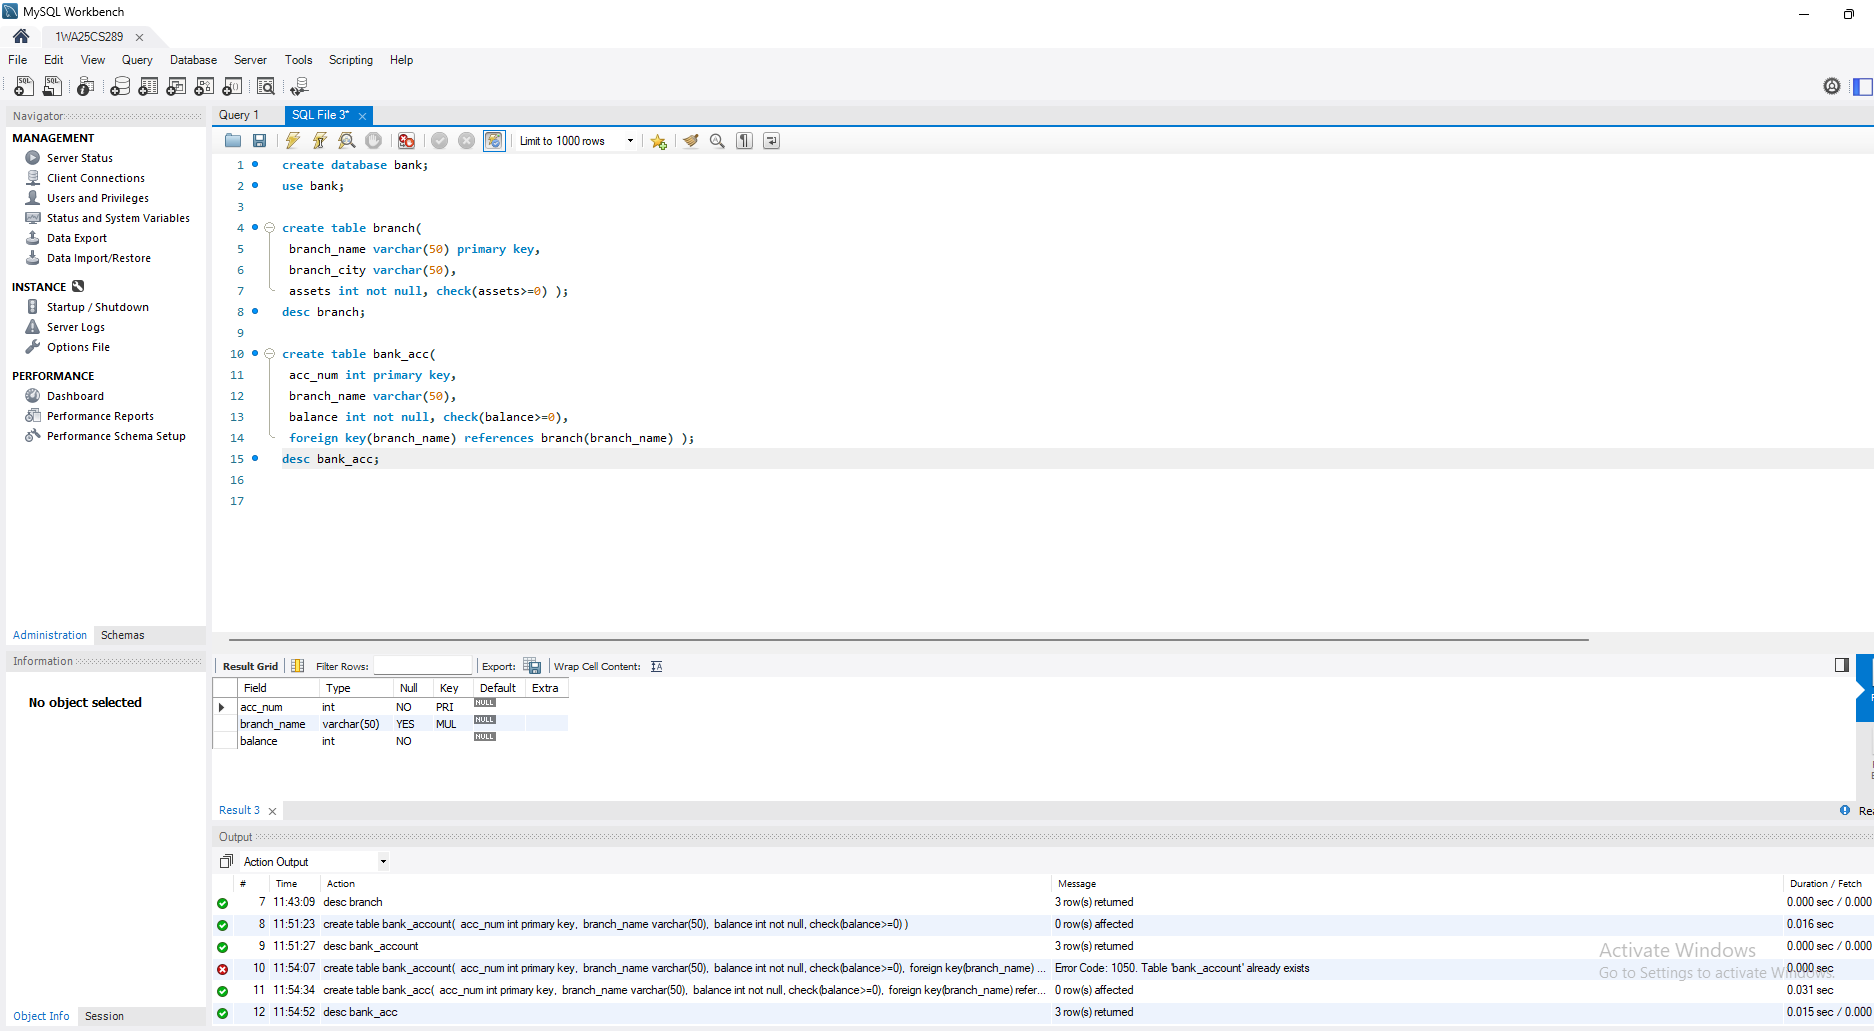 MySQL Workbench
1WA25CS289
File Edit View Query Database Server Tools Scripting Help
Navigator
MANAGEMENT
Server Status
Client Connections
Users and Privileges
Status and System Variables
Data Export
Data Import/Restore
INSTANCE
Startup / Shutdown
Server Logs
Options File
PERFORMANCE
Dashboard
Performance Reports
Performance Schema Setup
Administration Schemas
Information
No object selected
Object Info Session
Query 1 SQL File 3*
Limit to 1000 rows
1 create database bank;
2 use bank;
3
4 create table branch(
5 branch_name varchar(50) primary key,
6 branch_city varchar(50),
7 assets int not null, check(assets>=0) );
8 desc branch;
9
10 create table bank_acc(
11 acc_num int primary key,
12 branch_name varchar(50),
13 balance int not null, check(balance>=0),
14 foreign key(branch_name) references branch(branch_name) );
15 desc bank_acc;
16
17
Result Grid Filter Rows: Export: Wrap Cell Content:
Field Type Null Key Default Extra
acc_num int NO PRI NULL
branch_name varchar(50) YES MUL NULL
balance int NO NULL
Result 3
Output
Action Output
# Time Action Message Duration / Fetch
7 11:43:09 desc branch 3 row(s) returned 0.000 sec / 0.000
8 11:51:23 create table bank_account( acc_num int primary key, branch_name varchar(50), balance int not null, check(balance>=0) ) 0 row(s) affected 0.016 sec
9 11:51:27 desc bank_account 3 row(s) returned 0.000 sec / 0.000
10 11:54:07 create table bank_account( acc_num int primary key, branch_name varchar(50), balance int not null, check(balance>=0), foreign key(branch_name) ... Error Code: 1050. Table 'bank_account' already exists 0.000 sec
11 11:54:34 create table bank_acc( acc_num int primary key, branch_name varchar(50), balance int not null, check(balance>=0), foreign key(branch_name) refer... 0 row(s) affected 0.031 sec
12 11:54:52 desc bank_acc 3 row(s) returned 0.015 sec / 0.000
Activate Windows
Go to Settings to activate Windows.